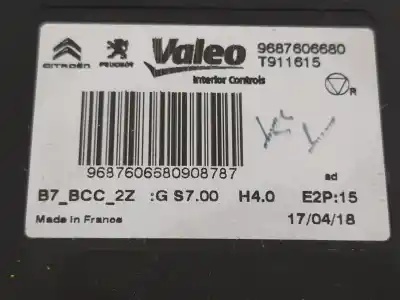 CITROËN PEUGEOT Valeo 9687606680
T911615
Interior Controls
R
9687606680908787
ad
B7_BCC_2Z :G S7.00 H4.0 E2P:15
Made in France 17/04/18